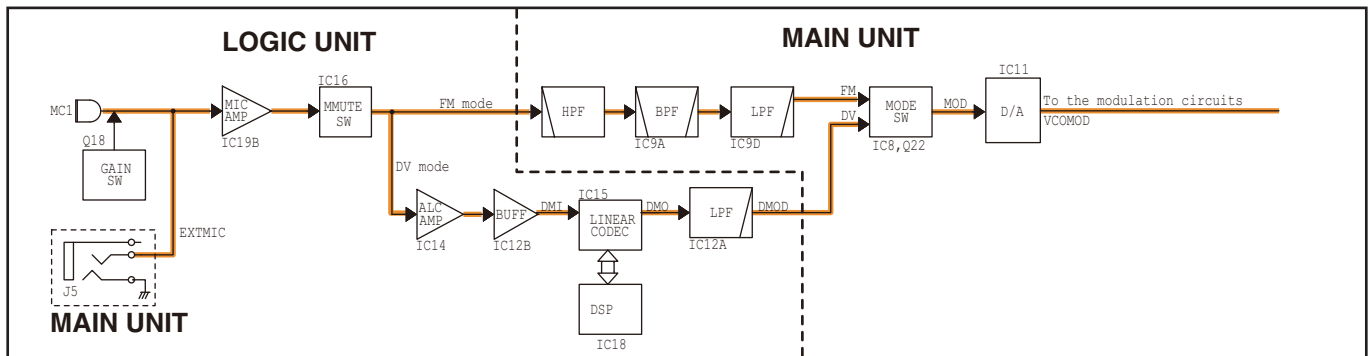 LOGIC UNIT
MAIN UNIT
MC1
Q18
GAIN
SW
EXTMIC
J5
MAIN UNIT
MIC
AMP
IC19B
IC16
MMUTE
SW
FM mode
DV mode
ALC
AMP
IC14
BUFF
IC12B
DMI
IC15
LINEAR
CODEC
DSP
IC18
DMO
LPF
IC12A
DMOD
HPF
BPF
IC9A
LPF
IC9D
FM
DV
MODE
SW
IC8,Q22
MOD
IC11
D/A
To the modulation circuits
VCOMOD